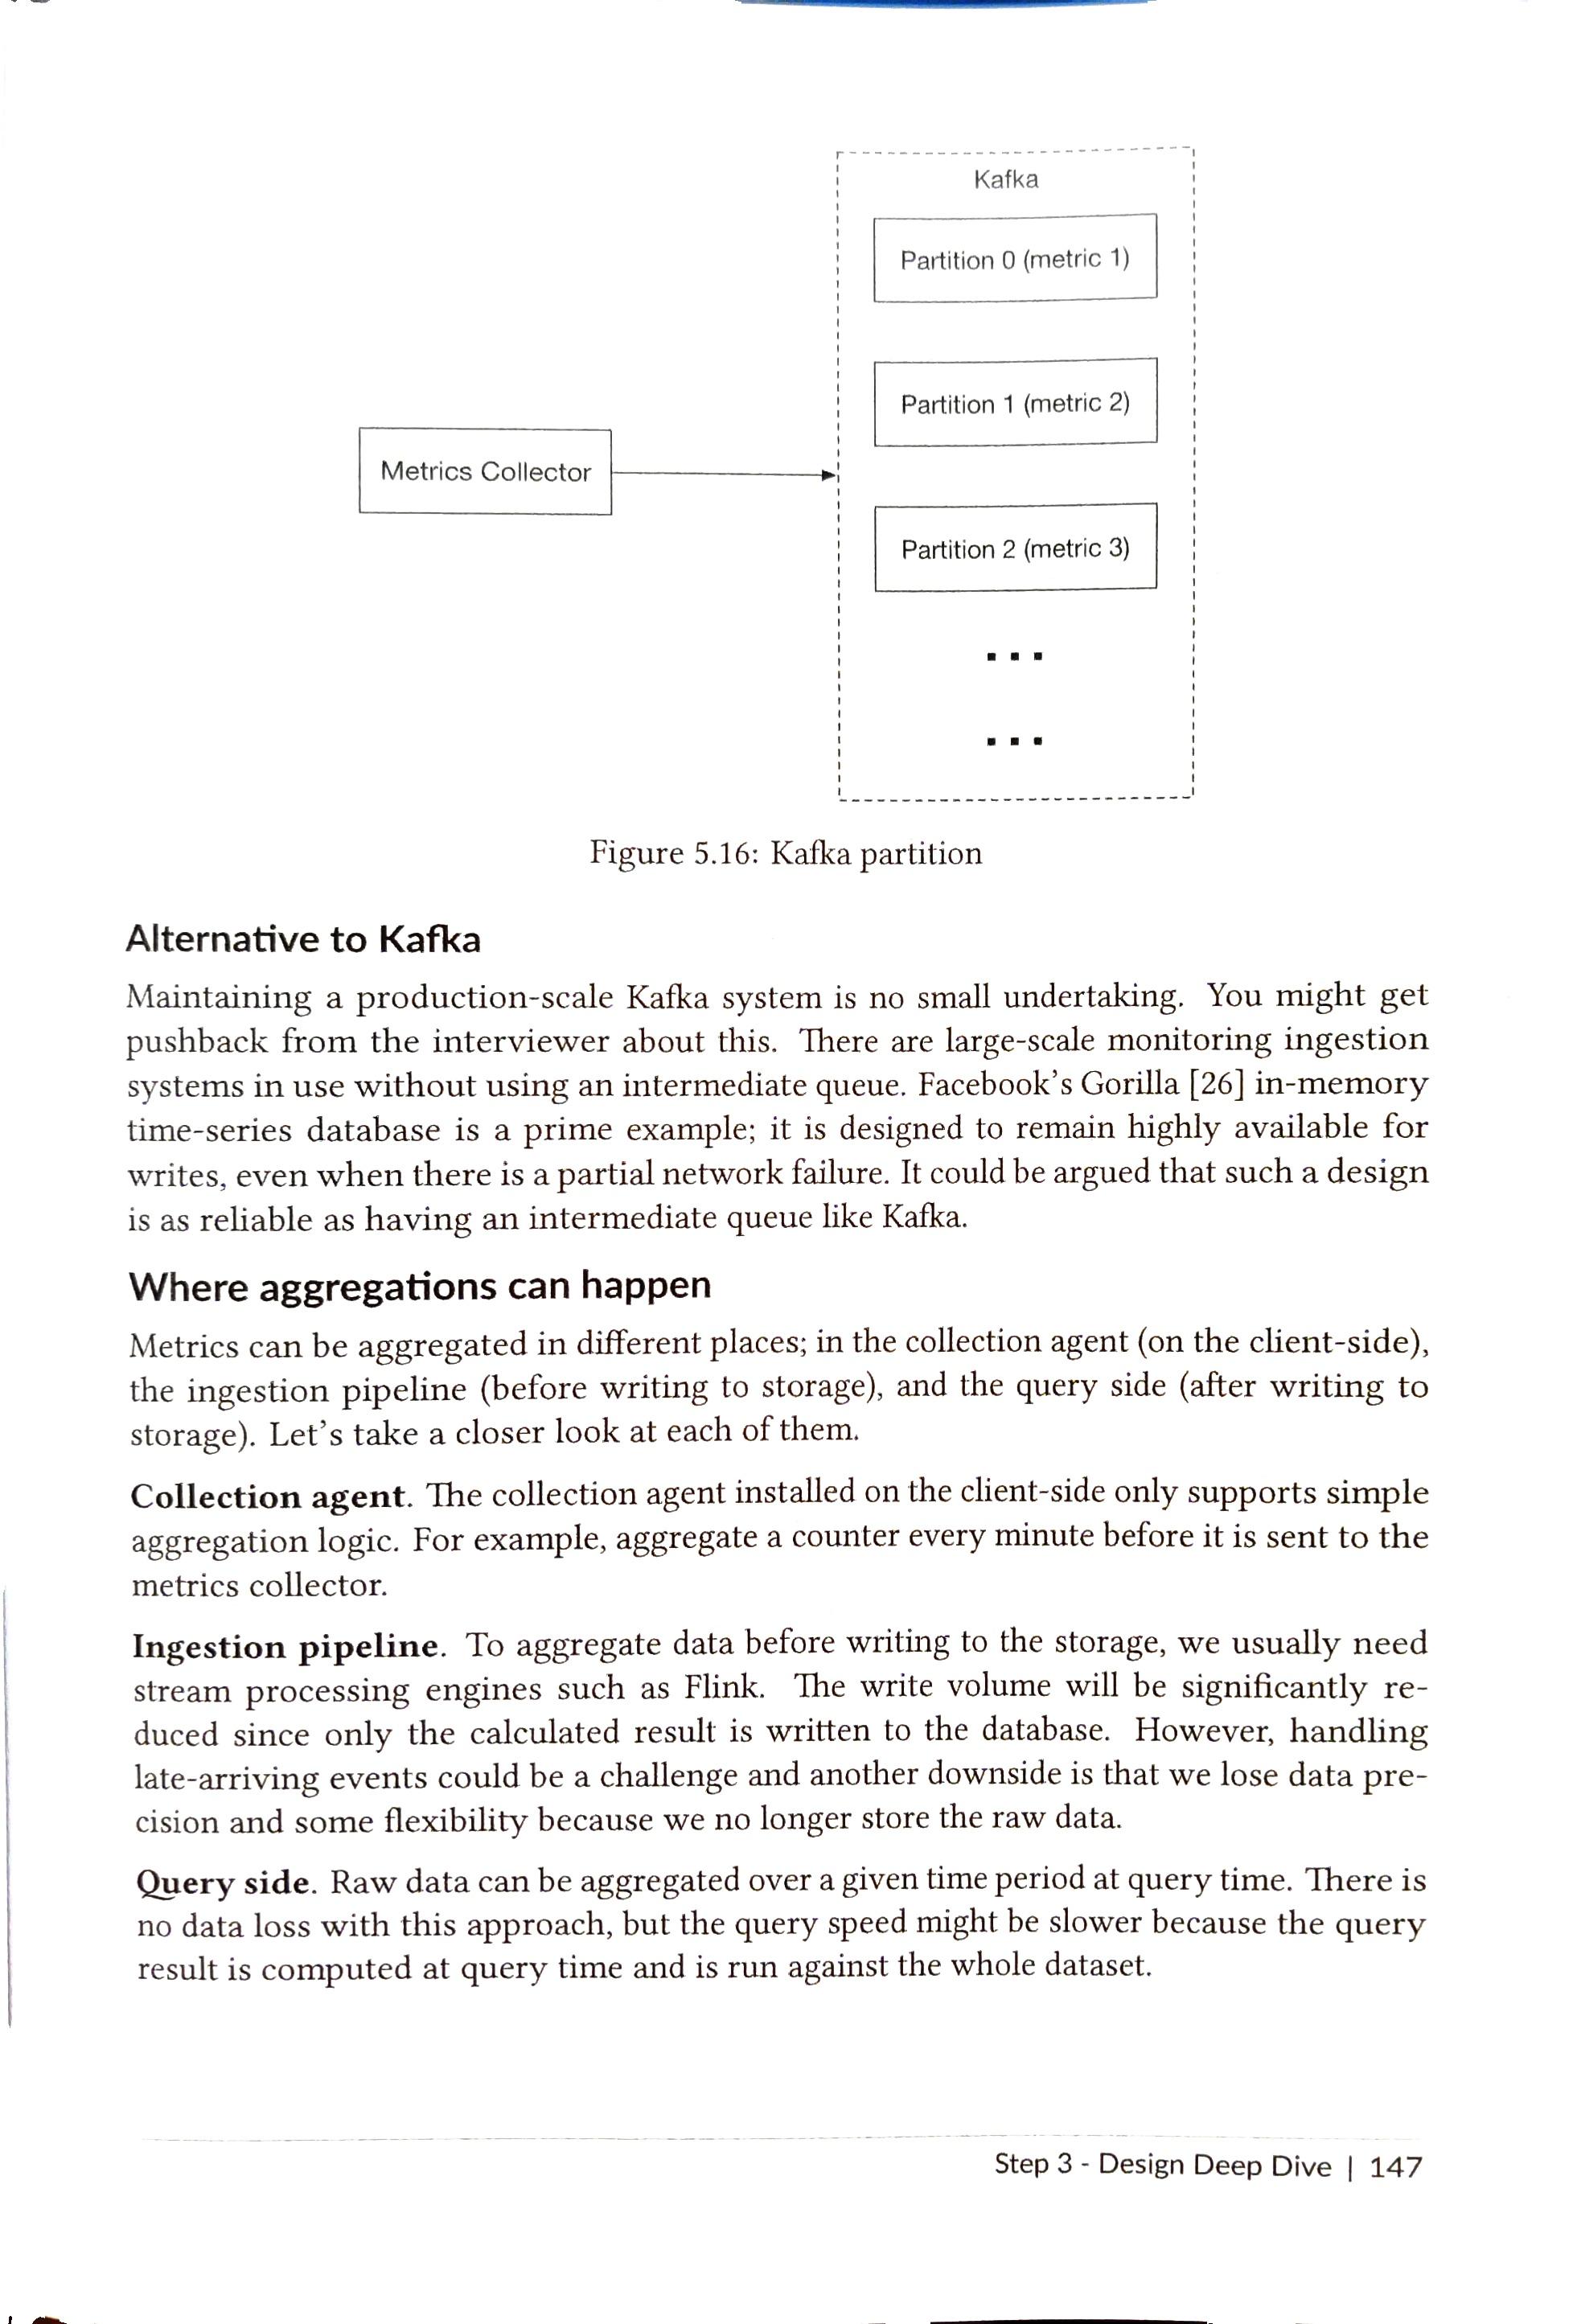 Kafka
Partition 0 (metric 1)
Partition 1 (metric 2)
Metrics Collector
Partition 2 (metric 3)
...
...
Figure 5.16: Kafka partition
Alternative to Kafka
Maintaining a production-scale Kafka system is no small undertaking. You might get
pushback from the interviewer about this. There are large-scale monitoring ingestion
systems in use without using an intermediate queue. Facebook's Gorilla [26] in-memory
time-series database is a prime example; it is designed to remain highly available for
writes, even when there is a partial network failure. It could be argued that such a design
is as reliable as having an intermediate queue like Kafka.
Where aggregations can happen
Metrics can be aggregated in different places; in the collection agent (on the client-side),
the ingestion pipeline (before writing to storage), and the query side (after writing to
storage). Let's take a closer look at each of them.
Collection agent. The collection agent installed on the client-side only supports simple
aggregation logic. For example, aggregate a counter every minute before it is sent to the
metrics collector.
Ingestion pipeline. To aggregate data before writing to the storage, we usually need
stream processing engines such as Flink. The write volume will be significantly re-
duced since only the calculated result is written to the database. However, handling
late-arriving events could be a challenge and another downside is that we lose data pre-
cision and some flexibility because we no longer store the raw data.
Query side. Raw data can be aggregated over a given time period at query time. There is
no data loss with this approach, but the query speed might be slower because the query
result is computed at query time and is run against the whole dataset.
Step 3 - Design Deep Dive | 147